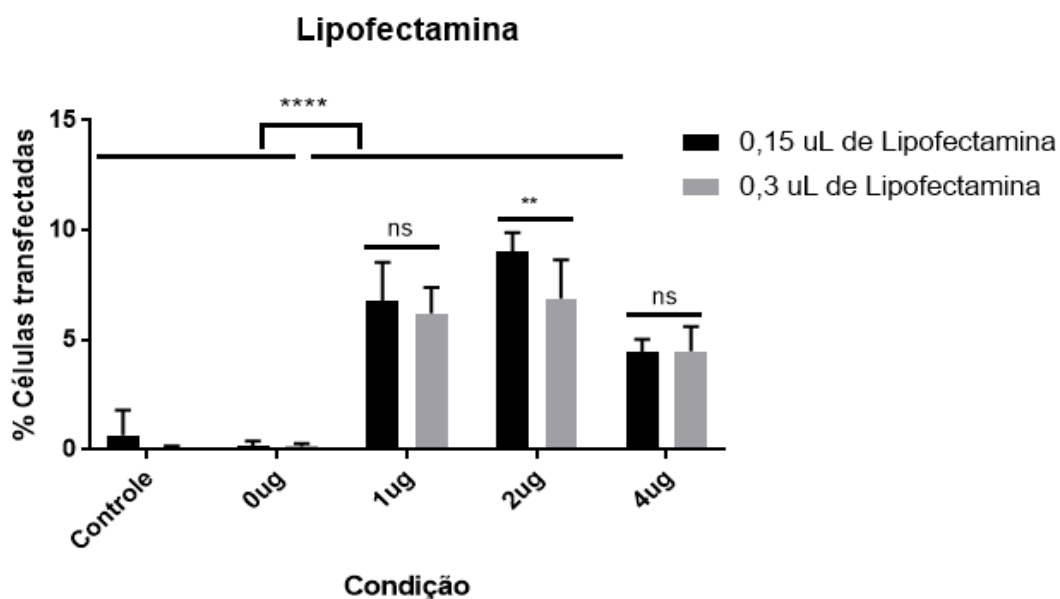 Lipofectamina
****
15
0,15 uL de Lipofectamina
0,3 uL de Lipofectamina
10
ns
**
ns
5
0
% Células transfectadas
Controle
0ug
1ug
2ug
4ug
Condição